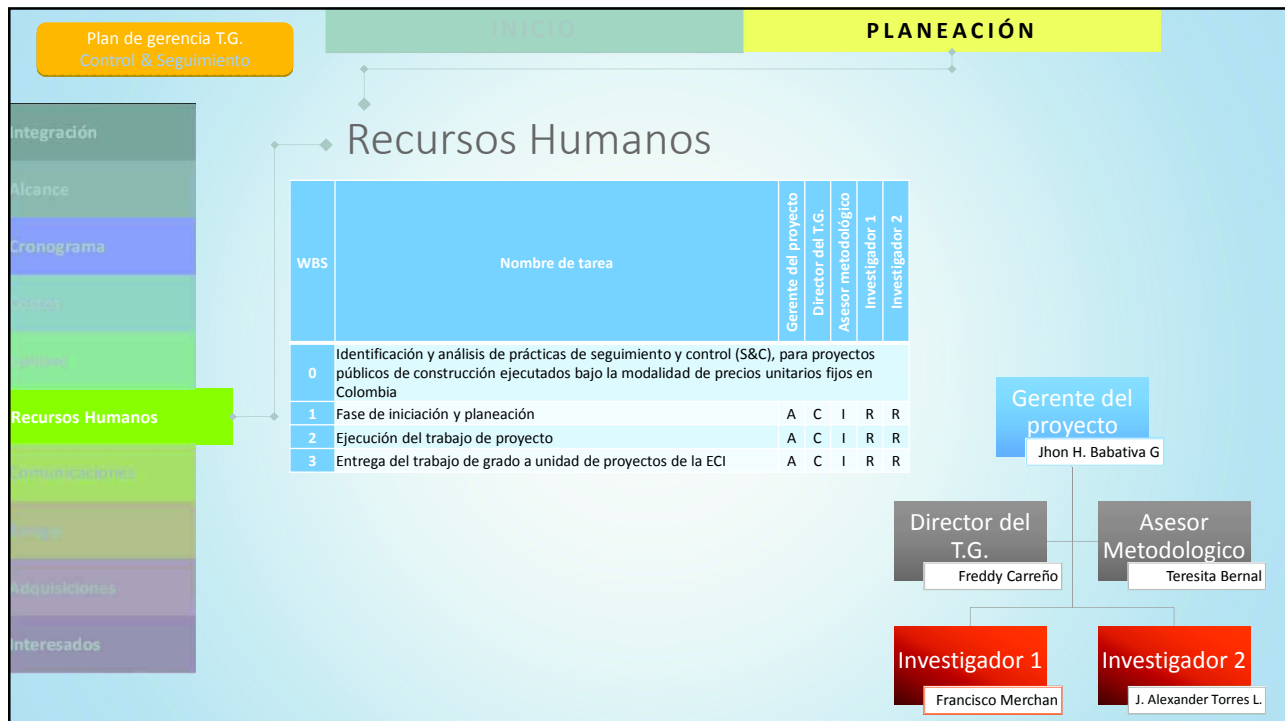 Plan de gerencia T.G.
Control & Seguimiento
INICIO
PLANEACIÓN
Integración
Alcance
Cronograma
Costes
Calidad
Recursos Humanos
Comunicaciones
Riesgo
Adquisiciones
Interesados
Recursos Humanos
WBS
Nombre de tarea
Gerente del proyecto
Director del T.G.
Asesor metodológico
Investigador 1
Investigador 2
0
Identificación y análisis de prácticas de seguimiento y control (S&C), para proyectos
públicos de construcción ejecutados bajo la modalidad de precios unitarios fijos en
Colombia
1 Fase de iniciación y planeación A C I R R
2 Ejecución del trabajo de proyecto A C I R R
3 Entrega del trabajo de grado a unidad de proyectos de la ECI A C I R R
Gerente del
proyecto
Jhon H. Babativa G
Director del
T.G.
Freddy Carreño
Asesor
Metodologico
Teresita Bernal
Investigador 1
Francisco Merchan
Investigador 2
J. Alexander Torres L.